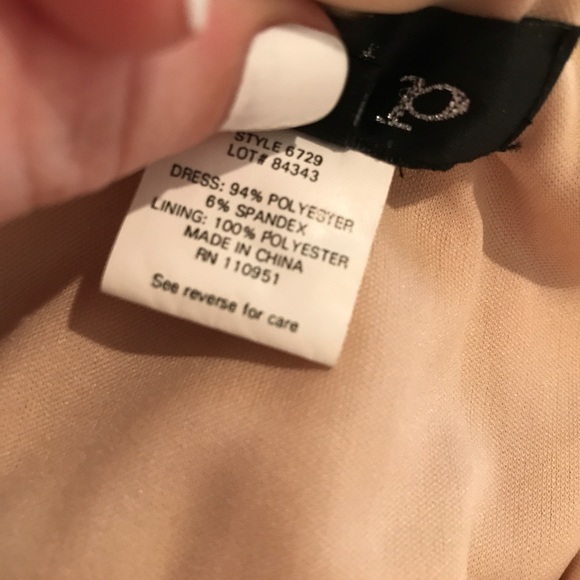 STYLE 6729
LOT# 84343
DRESS: 94% POLYESTER
6% SPANDEX
LINING: 100% POLYESTER
MADE IN CHINA
RN 110951
See reverse for care